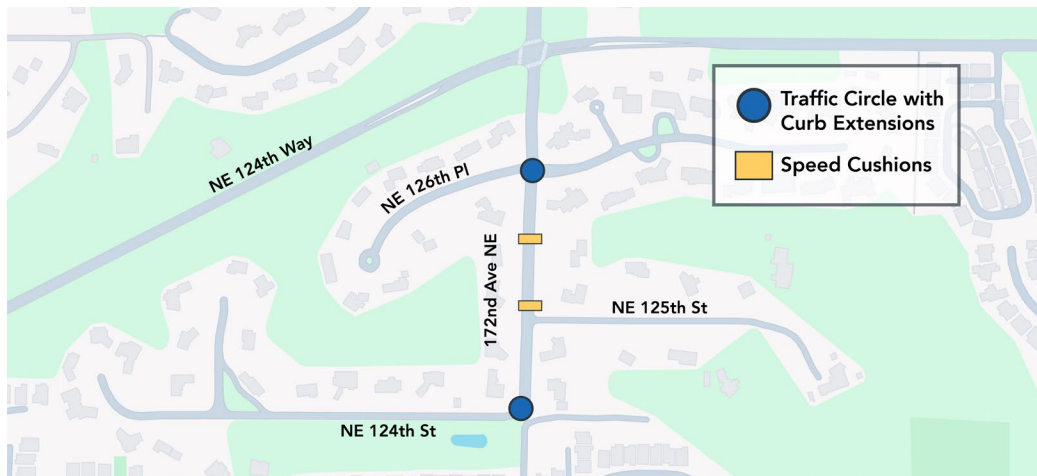 Traffic Circle with
Curb Extensions
Speed Cushions
NE 124th Way
NE 126th Pl
172nd Ave NE
NE 125th St
NE 124th St